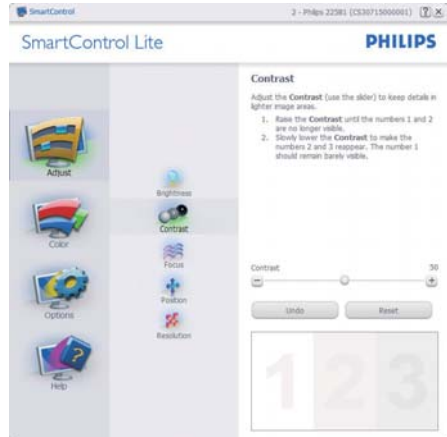 SmartControl
2 - Philips 225B1 (CS30715000001)
SmartControl Lite
PHILIPS
Adjust
Color
Options
Help
Brightness
Contrast
Focus
Position
Resolution
Contrast
Adjust the Contrast (use the slider) to keep details in
lighter image areas.
1. Raise the Contrast until the numbers 1 and 2
are no longer visible.
2. Slowly lower the Contrast to make the
numbers 2 and 3 reappear. The number 1
should remain barely visible.
Contrast 50
Undo Reset
1 2 3